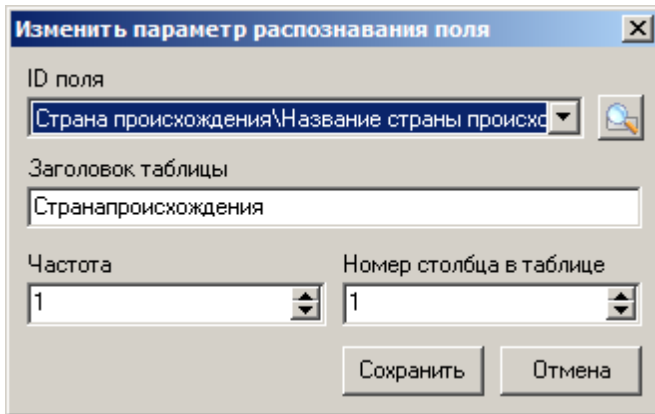 Изменить параметр распознавания поля
ID поля
Страна происхождения\Название страны происхо
Заголовок таблицы
Странапроисхождения
Частота Номер столбца в таблице
1 1
Сохранить Отмена